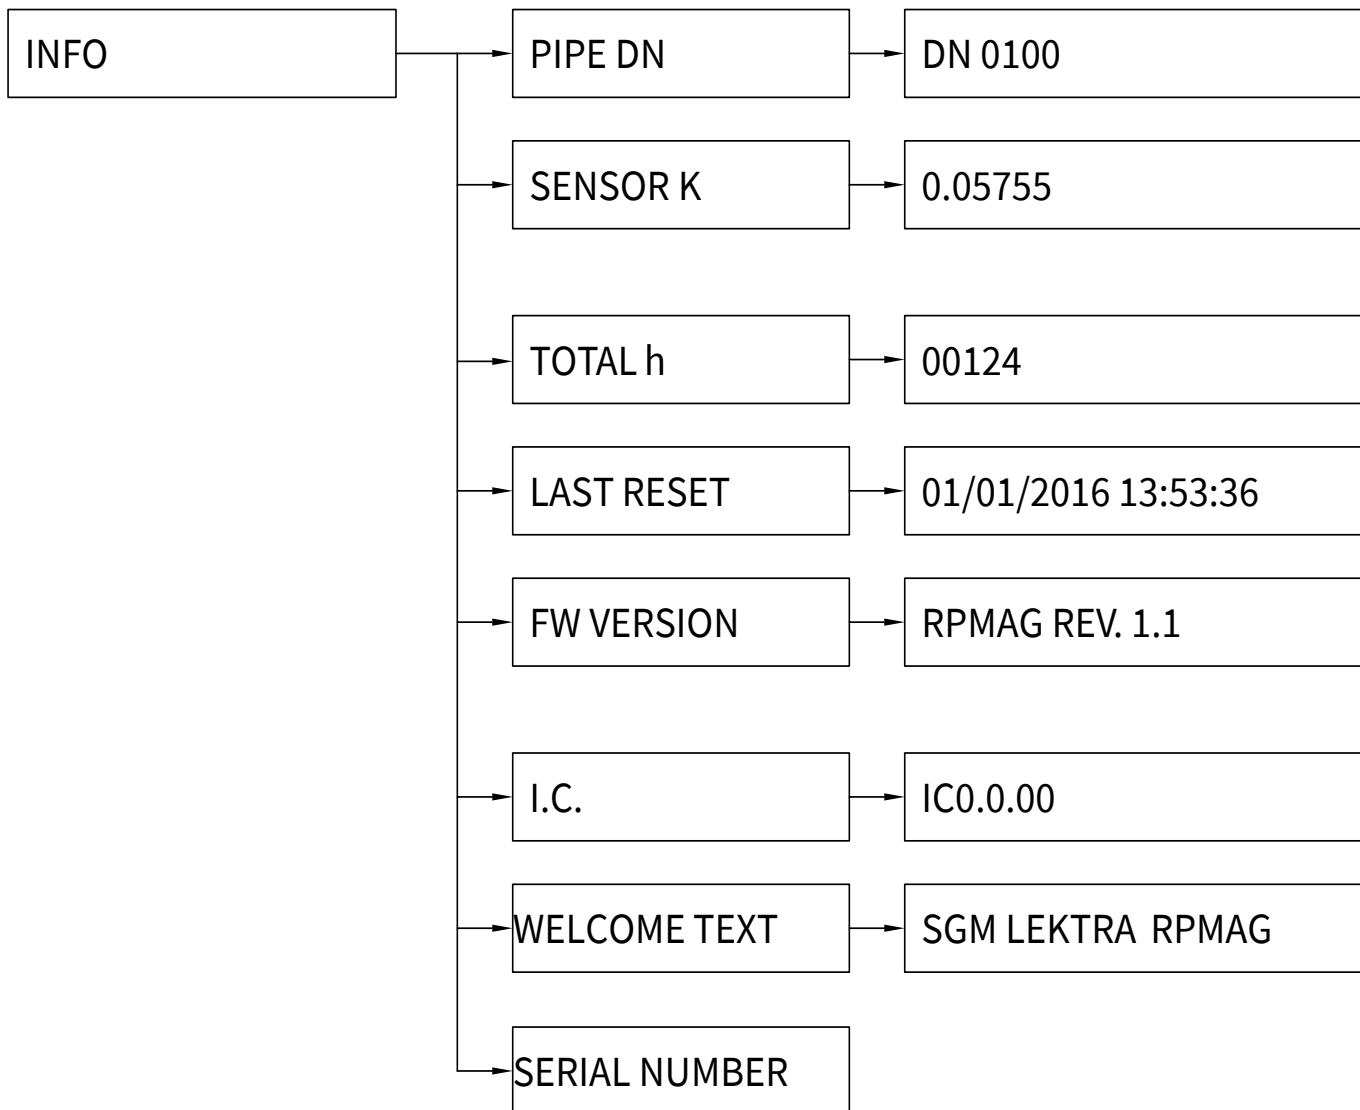 INFO
PIPE DN
DN 0100
SENSOR K
0.05755
TOTAL h
00124
LAST RESET
01/01/2016 13:53:36
FW VERSION
RPMAG REV. 1.1
I.C.
IC0.0.00
WELCOME TEXT
SGM LEKTRA  RPMAG
SERIAL NUMBER